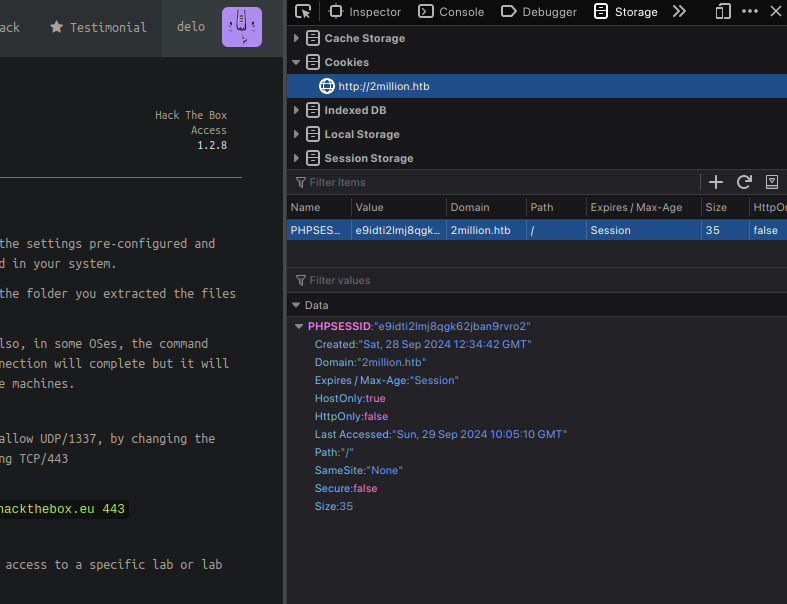 ack Testimonial delo
Hack The Box
Access
1.2.8
the settings pre-configured and
d in your system.
the folder you extracted the files
lso, in some OSes, the command
nection will complete but it will
e machines.
allow UDP/1337, by changing the
ng TCP/443
hackthebox.eu 443
access to a specific lab or lab
Inspector Console Debugger Storage
Cache Storage
Cookies
http://2million.htb
Indexed DB
Local Storage
Session Storage
Filter Items
Name Value Domain Path Expires / Max-Age Size HttpOn
PHPSES... e9idti2lmj8qgk... 2million.htb / Session 35 false
Filter values
Data
PHPSESSID:"e9idti2lmj8qgk62jban9rvro2"
Created:"Sat, 28 Sep 2024 12:34:42 GMT"
Domain:"2million.htb"
Expires / Max-Age:"Session"
HostOnly:true
HttpOnly:false
Last Accessed:"Sun, 29 Sep 2024 10:05:10 GMT"
Path:"/"
SameSite:"None"
Secure:false
Size:35